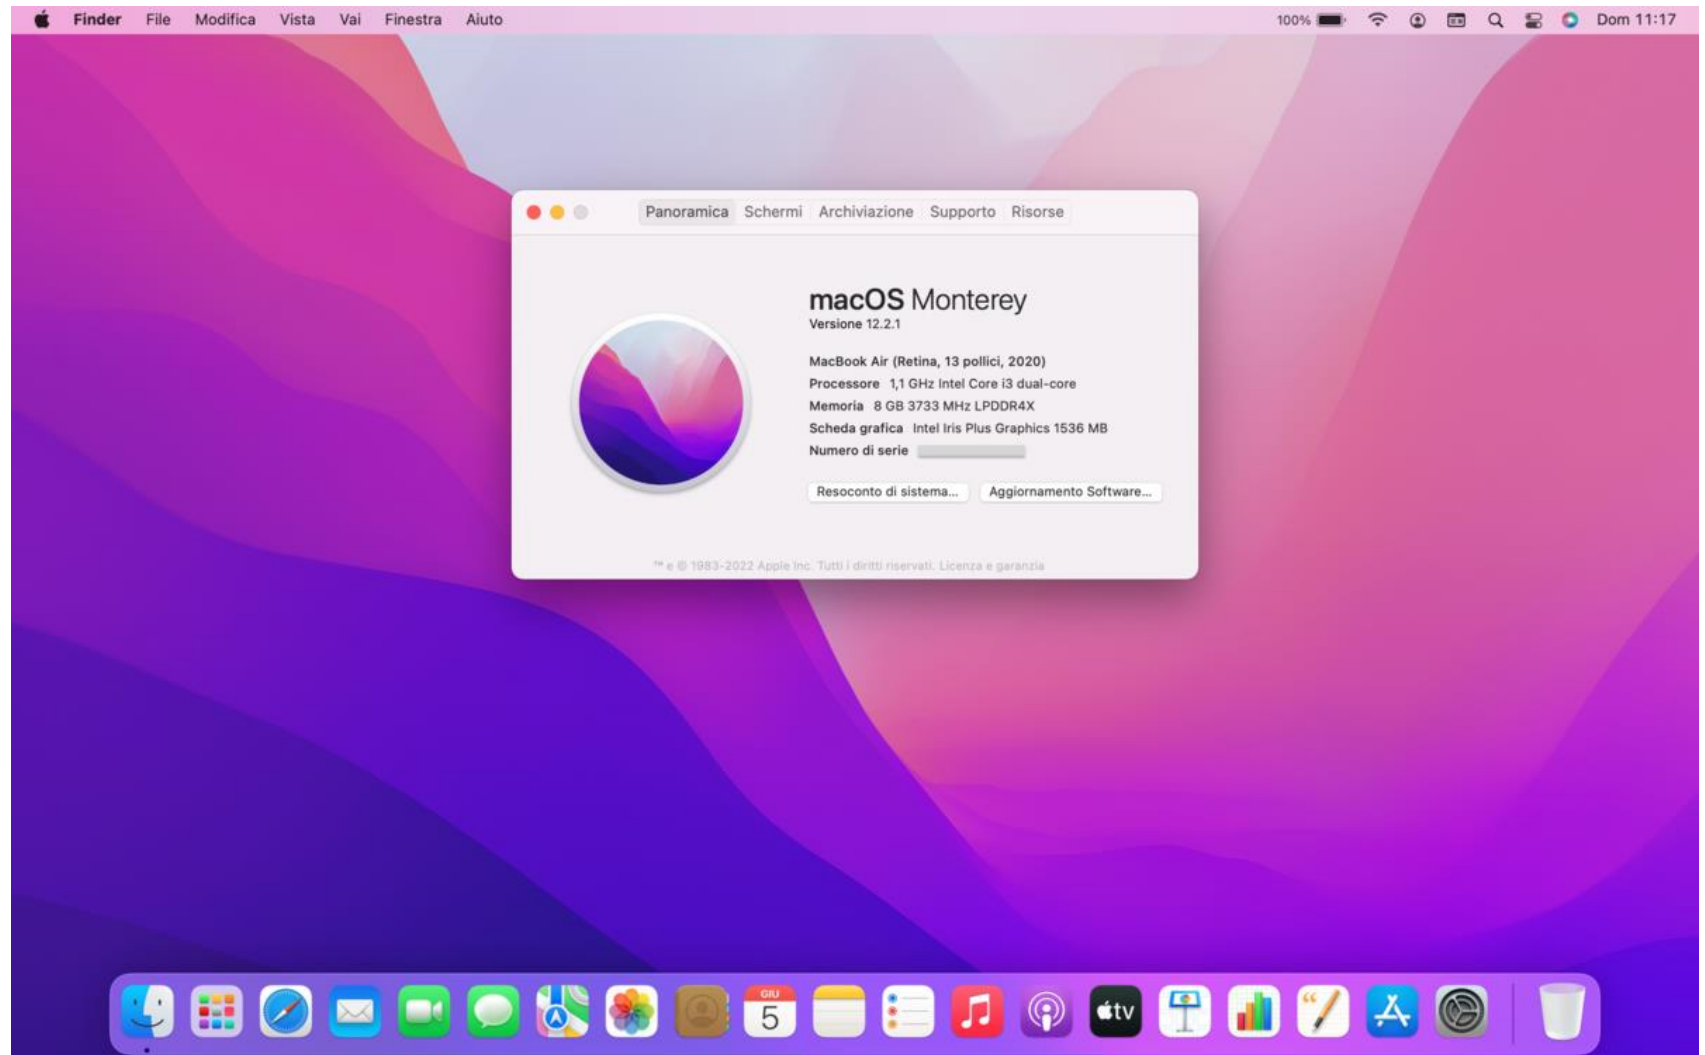 Finder File Modifica Vista Vai Finestra Aiuto 100% Dom 11:17
Panoramica Schermi Archiviazione Supporto Risorse
macOS Monterey
Versione 12.2.1
MacBook Air (Retina, 13 pollici, 2020)
Processore 1,1 GHz Intel Core i3 dual-core
Memoria 8 GB 3733 MHz LPDDR4X
Scheda grafica Intel Iris Plus Graphics 1536 MB
Numero di serie
Resoconto di sistema... Aggiornamento Software...
™ e © 1983-2022 Apple Inc. Tutti i diritti riservati. Licenza e garanzia
GIU
5
tv